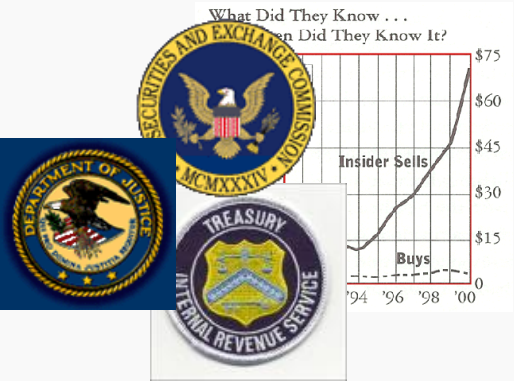 What Did They Know . . .
en Did They Know It?
$75
$60
$45
$30
$15
0
Insider Sells
Buys
'94 '96 '98 '00
SECURITIES AND EXCHANGE COMMISSION
MCMXXXIV
DEPARTMENT OF JUSTICE
TREASURY
INTERNAL REVENUE SERVICE